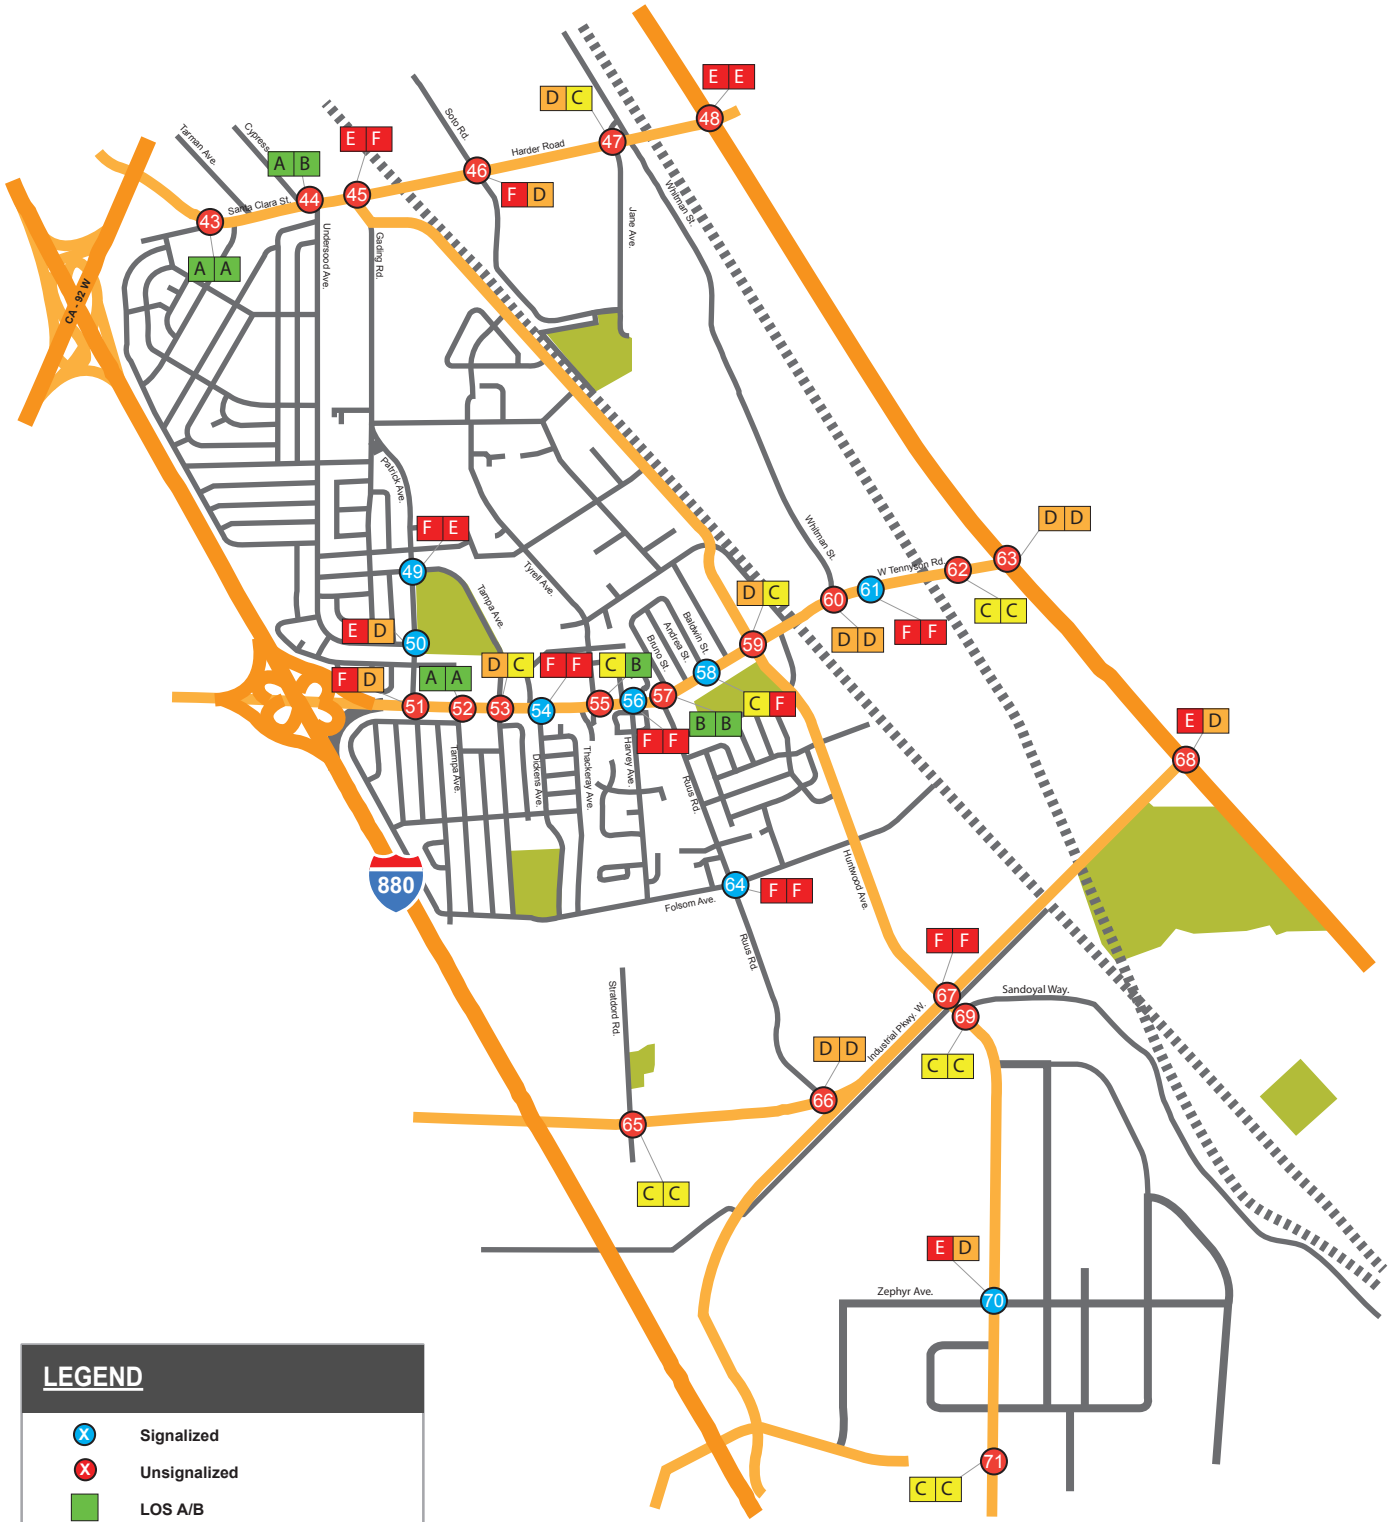 E E
48
D C
47
Solo Rd.
Harder Road
46
F D
E F
45
Tarman Ave.
Cypress
A B
44
Santa Clara St.
43
A A
CA - 92 W
Undersood Ave.
Gading Rd.
Jane Ave.
Whitman St.
Patrick Ave.
F E
49
Tampa Ave.
Tyrell Ave.
Whitman St.
W Tennyson Rd.
D D
63
62
C C
61
F F
60
D D
D C
59
Baldwin St.
Andrea St.
Bruno St.
58
C F
E D
50
F D
51
A A
52
D C
53
F F
54
C B
55
56
F F
57
B B
E D
68
Tampa Ave.
Dickens Ave.
Thackeray Ave.
Harvey Ave.
Ruus Rd.
880
64
F F
Folsom Ave.
Huntwood Ave.
Ruus Rd.
F F
67
Sandoyal Way.
69
C C
Industrial Pkwy. W.
Stratdord Rd.
D D
66
65
C C
E D
Zephyr Ave.
70
71
C C
LEGEND
X Signalized
X Unsignalized
LOS A/B